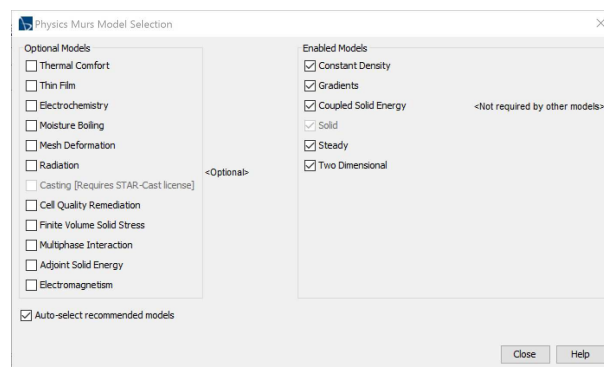 Physics Murs Model Selection
Optional Models
Thermal Comfort
Thin Film
Electrochemistry
Moisture Boiling
Mesh Deformation
Radiation
Casting [Requires STAR-Cast license]
Cell Quality Remediation
Finite Volume Solid Stress
Multiphase Interaction
Adjoint Solid Energy
Electromagnetism
<Optional>
Enabled Models
Constant Density
Gradients
Coupled Solid Energy <Not required by other models>
Solid
Steady
Two Dimensional
Auto-select recommended models
Close Help